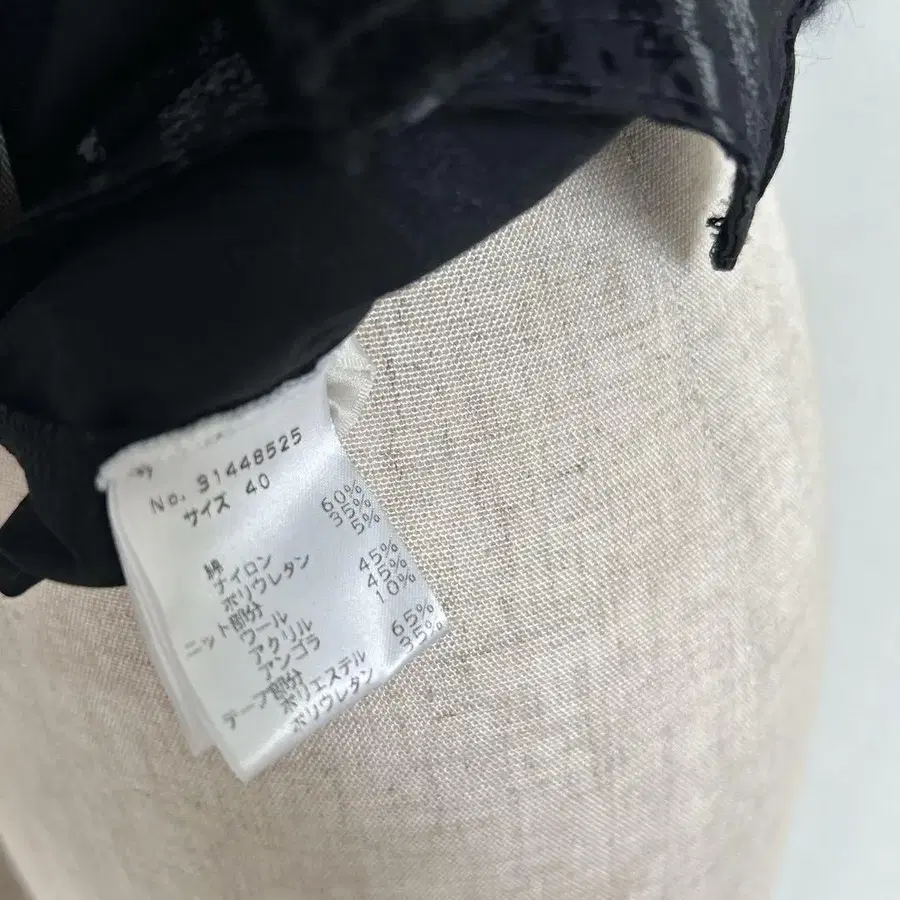 No. S1448525
サイズ 40
綿 60%
ナイロン 35%
ポリウレタン 5%
ニット部分
ウール 45%
アクリル 45%
アンゴラ 10%
テープ部分
ポリエステル 65%
ポリウレタン 35%